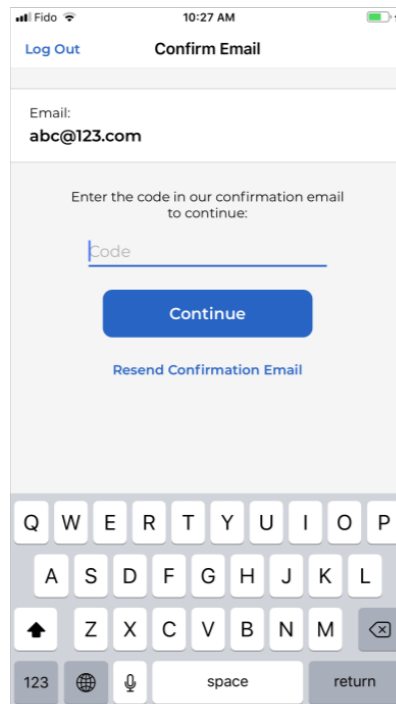 Fido
10:27 AM
Log Out
Confirm Email
Email:
abc@123.com
Enter the code in our confirmation email
to continue:
Code
Continue
Resend Confirmation Email
Q W E R T Y U I O P
A S D F G H J K L
Z X C V B N M
123 space return